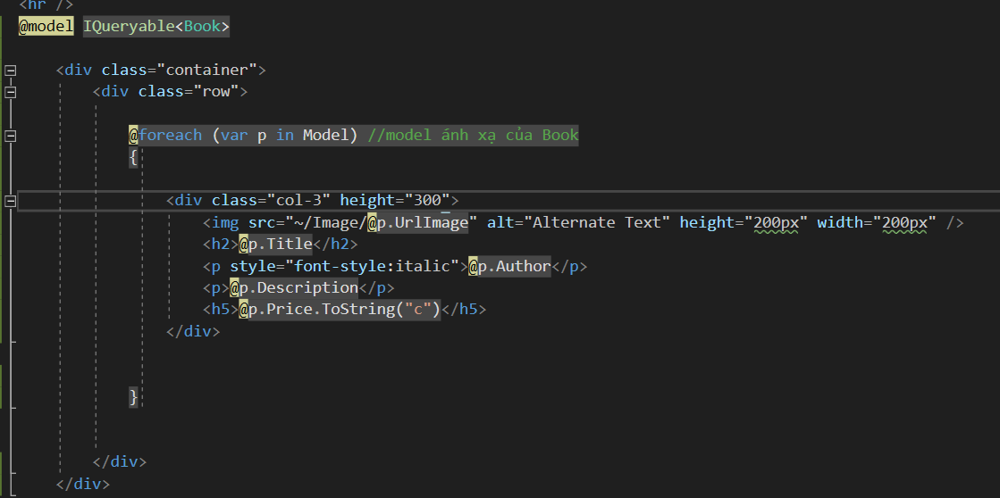 <hr />
@model IQueryable<Book>
<div class="container">
<div class="row">
@foreach (var p in Model) //model ánh xạ của Book
{
<div class="col-3" height="300">
<img src="~/Image/@p.UrlImage" alt="Alternate Text" height="200px" width="200px" />
<h2>@p.Title</h2>
<p style="font-style:italic">@p.Author</p>
<p>@p.Description</p>
<h5>@p.Price.ToString("c")</h5>
</div>
}
</div>
</div>